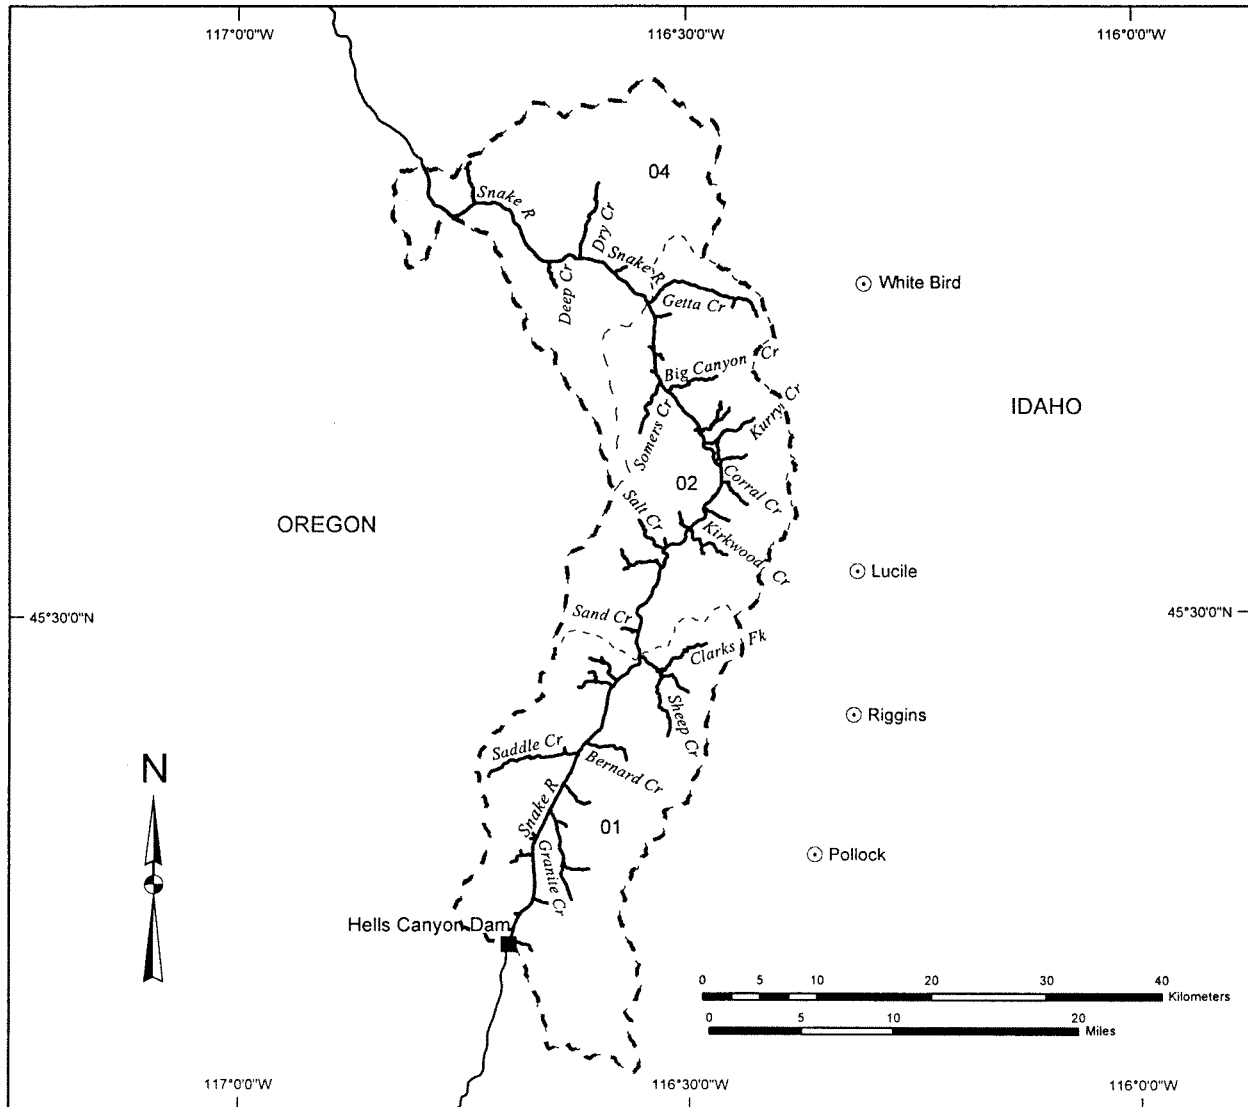 117°0'0"W
116°30'0"W
116°0'0"W
04
Snake R
Dry Cr
Snake R
Deep Cr
Getta Cr
White Bird
Big Canyon Cr
IDAHO
Kurry Cr
Somers Cr
02
Corral Cr
Salt Cr
OREGON
Kirkwood Cr
Lucile
45°30'0"N
Sand Cr
45°30'0"N
Clarks Fk
Sheep Cr
Riggins
Saddle Cr
Bernard Cr
N
Snake R
01
Granite Cr
Pollock
Hells Canyon Dam
0 5 10 20 30 40
Kilometers
0 5 10 20
Miles
117°0'0"W
116°30'0"W
116°0'0"W